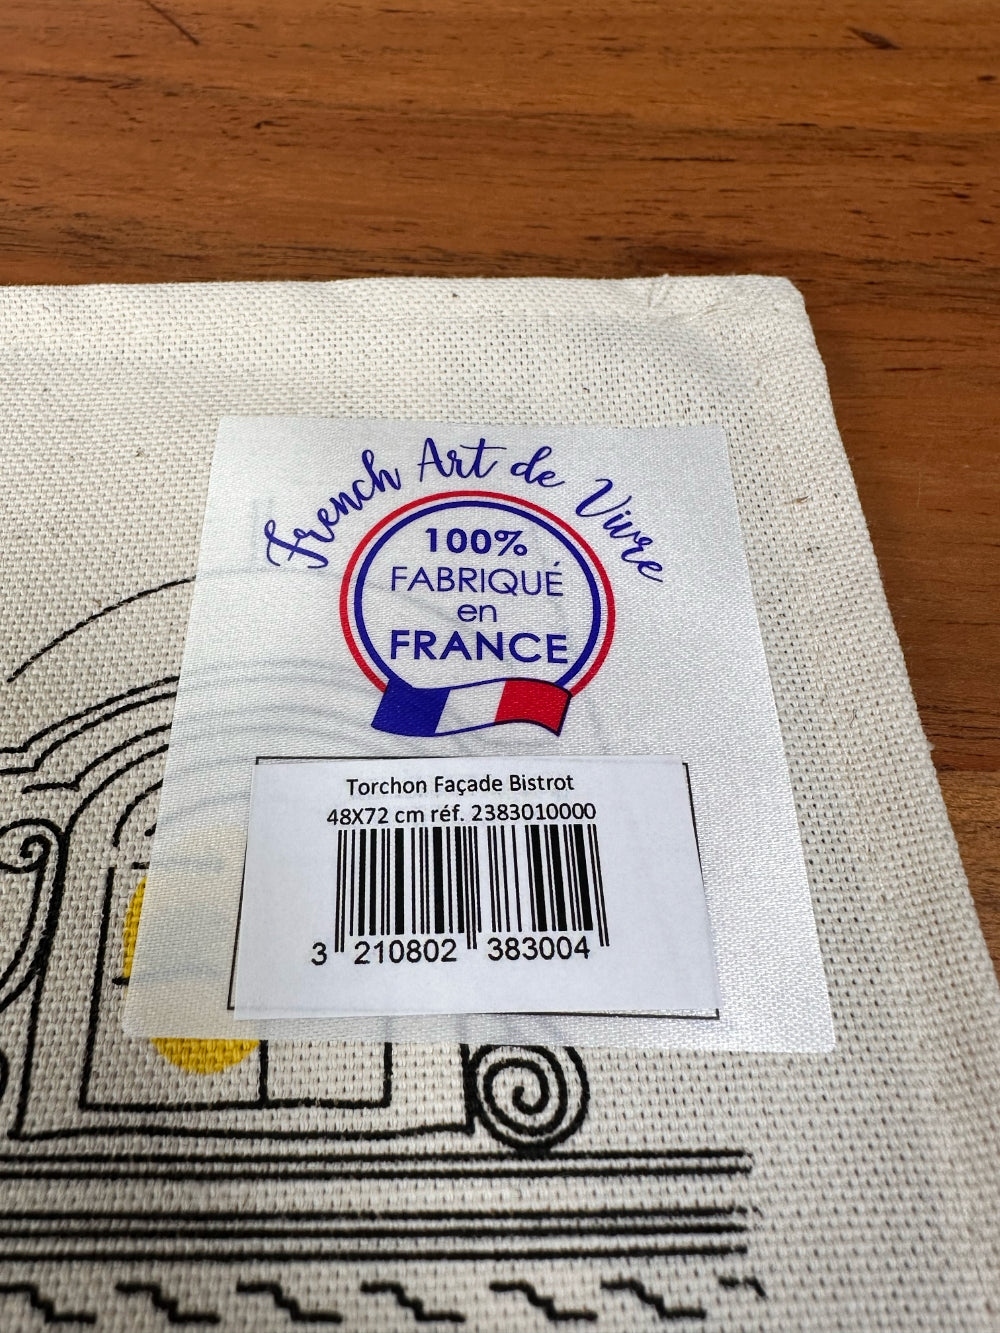 French Art de Vivre
100%
FABRIQUÉ
en
FRANCE
Torchon Façade Bistrot
48X72 cm réf. 2383010000
3 210802 383004